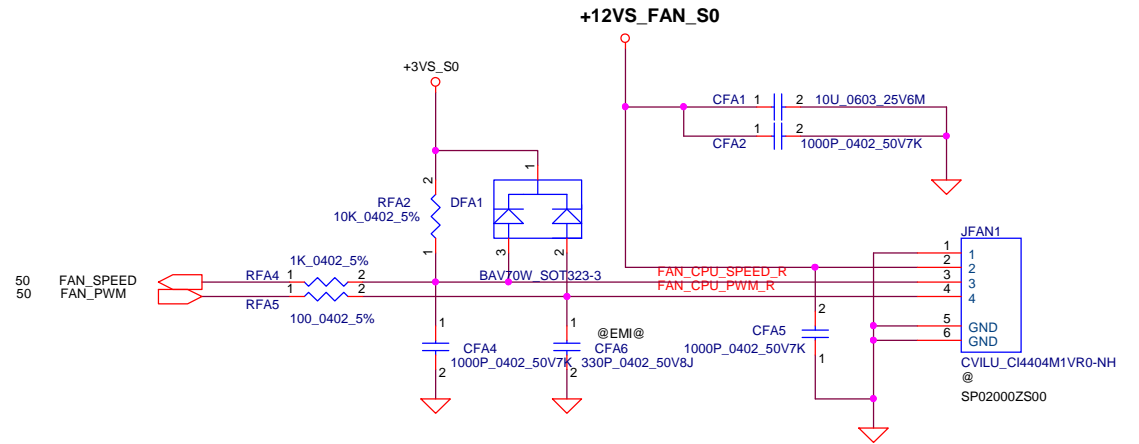 +12VS_FAN_S0
+3VS_S0
CFA1 1 2 10U_0603_25V6M
CFA2 1 2 1000P_0402_50V7K
1
2
RFA2
10K_0402_5%
1
DFA1
3
2
BAV70W_SOT323-3
50 FAN_SPEED
RFA4 1 1K_0402_5% 2
50 FAN_PWM
RFA5 1 2
100_0402_5%
FAN_CPU_SPEED_R
FAN_CPU_PWM_R
JFAN1
1 1
2 2
3 3
4 4
5 GND
6 GND
CVILU_CI4404M1VR0-NH
@
SP02000ZS00
1
CFA4
1000P_0402_50V7K
2
@EMI@
1
CFA6
330P_0402_50V8J
2
2
CFA5
1000P_0402_50V7K
1